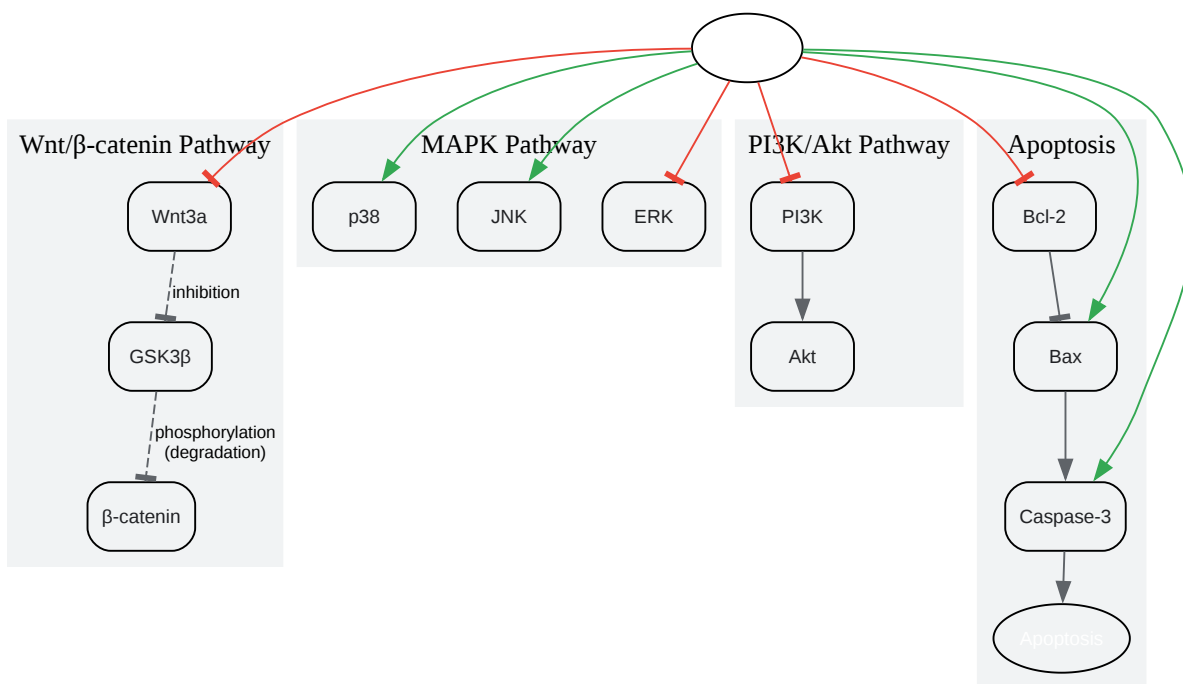 Wnt/β-catenin Pathway
MAPK Pathway
PI3K/Akt Pathway
Apoptosis
Wnt3a
p38
JNK
ERK
PI3K
Bcl-2
inhibition
GSK3β
Akt
Bax
phosphorylation
(degradation)
β-catenin
Caspase-3
Apoptosis